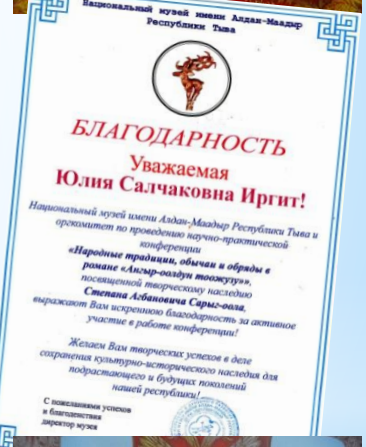 Национальный музей имени Алдан-Маадыр
Республики Тыва
БЛАГОДАРНОСТЬ
Уважаемая
Юлия Салчаковна Иргит!
Национальный музей имени Алдан-Маадыр Республики Тыва и
оргкомитет по проведению научно-практической
конференции
«Народные традиции, обычаи и обряды в
романе «Ангыр-оолдун тоожузу»»,
посвященной творческому наследию
Степана Агбановича Сарыг-оола,
выражают Вам искреннюю благодарность за активное
участие в работе конференции!
Желаем Вам творческих успехов в деле
сохранения культурно-исторического наследия для
подрастающего и будущих поколений
нашей республики!
С пожеланиями успехов
и благоденствия
директор музея